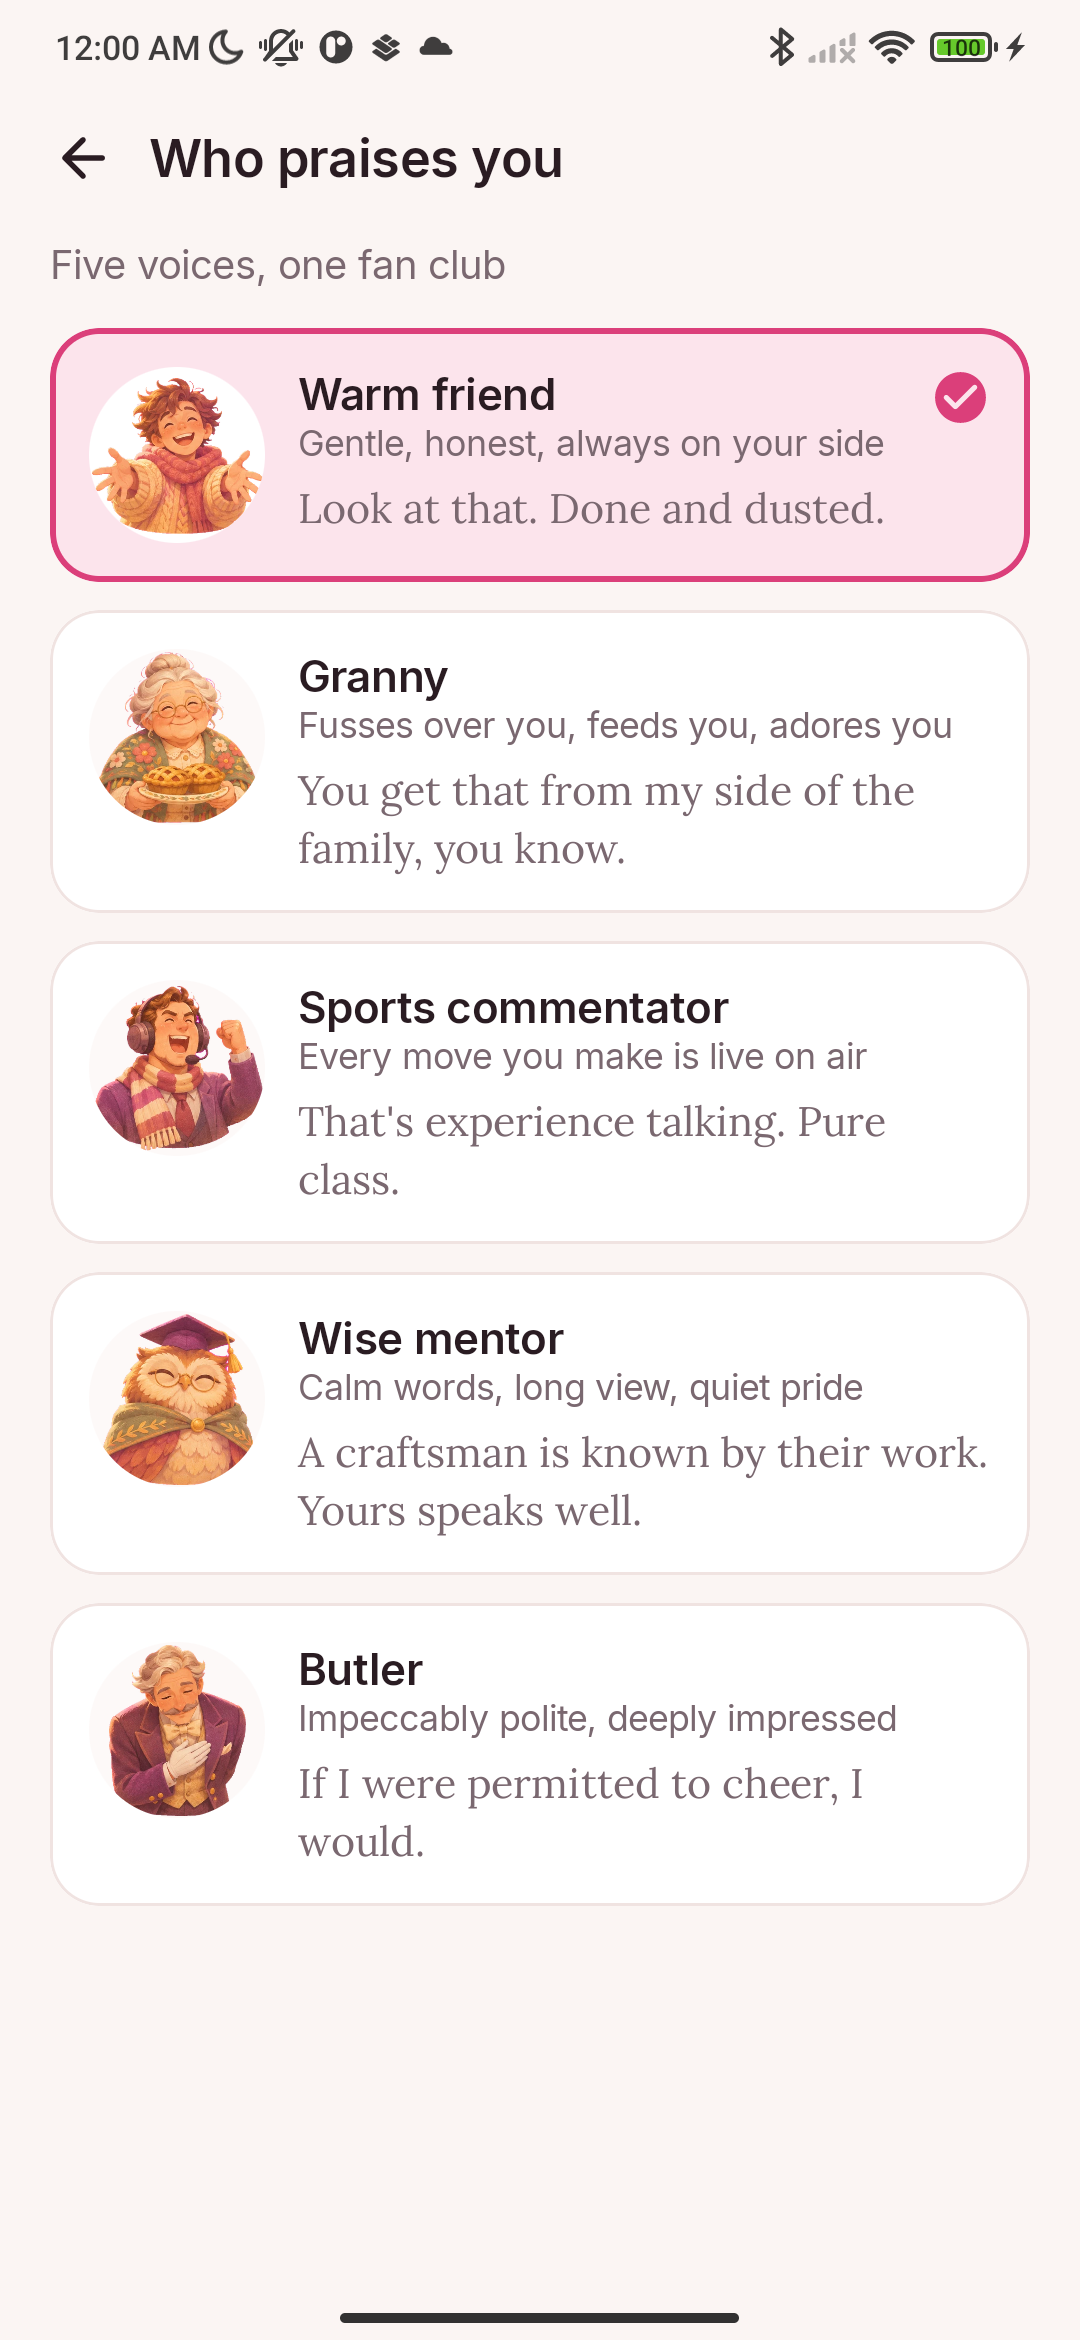 12:00 AM
100
Who praises you
Five voices, one fan club
Warm friend
Gentle, honest, always on your side
Look at that. Done and dusted.
Granny
Fusses over you, feeds you, adores you
You get that from my side of the
family, you know.
Sports commentator
Every move you make is live on air
That's experience talking. Pure
class.
Wise mentor
Calm words, long view, quiet pride
A craftsman is known by their work.
Yours speaks well.
Butler
Impeccably polite, deeply impressed
If I were permitted to cheer, I
would.